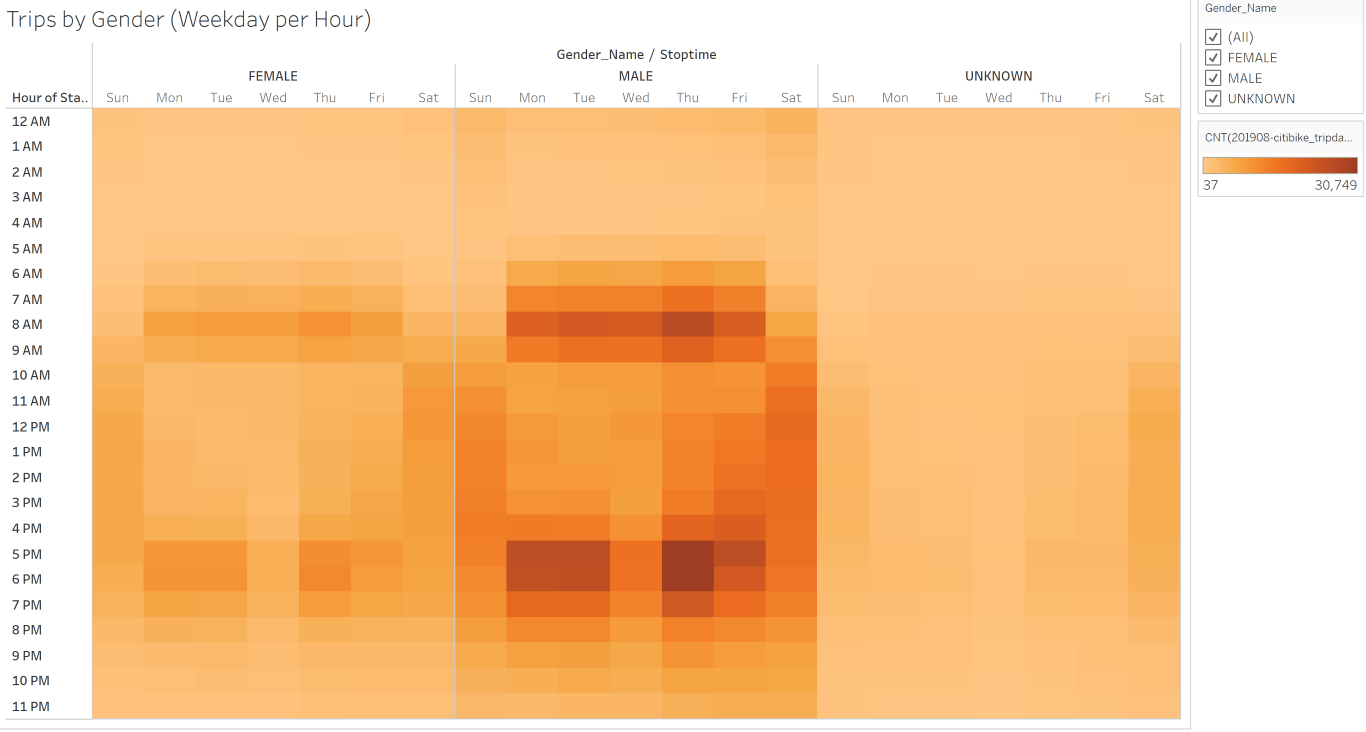 Trips by Gender (Weekday per Hour)
Gender_Name / Stoptime
FEMALE MALE UNKNOWN
Hour of Sta.. Sun Mon Tue Wed Thu Fri Sat Sun Mon Tue Wed Thu Fri Sat Sun Mon Tue Wed Thu Fri Sat
12 AM
1 AM
2 AM
3 AM
4 AM
5 AM
6 AM
7 AM
8 AM
9 AM
10 AM
11 AM
12 PM
1 PM
2 PM
3 PM
4 PM
5 PM
6 PM
7 PM
8 PM
9 PM
10 PM
11 PM
Gender_Name
(All)
FEMALE
MALE
UNKNOWN
CNT(201908-citibike_tripda...
37 30,749